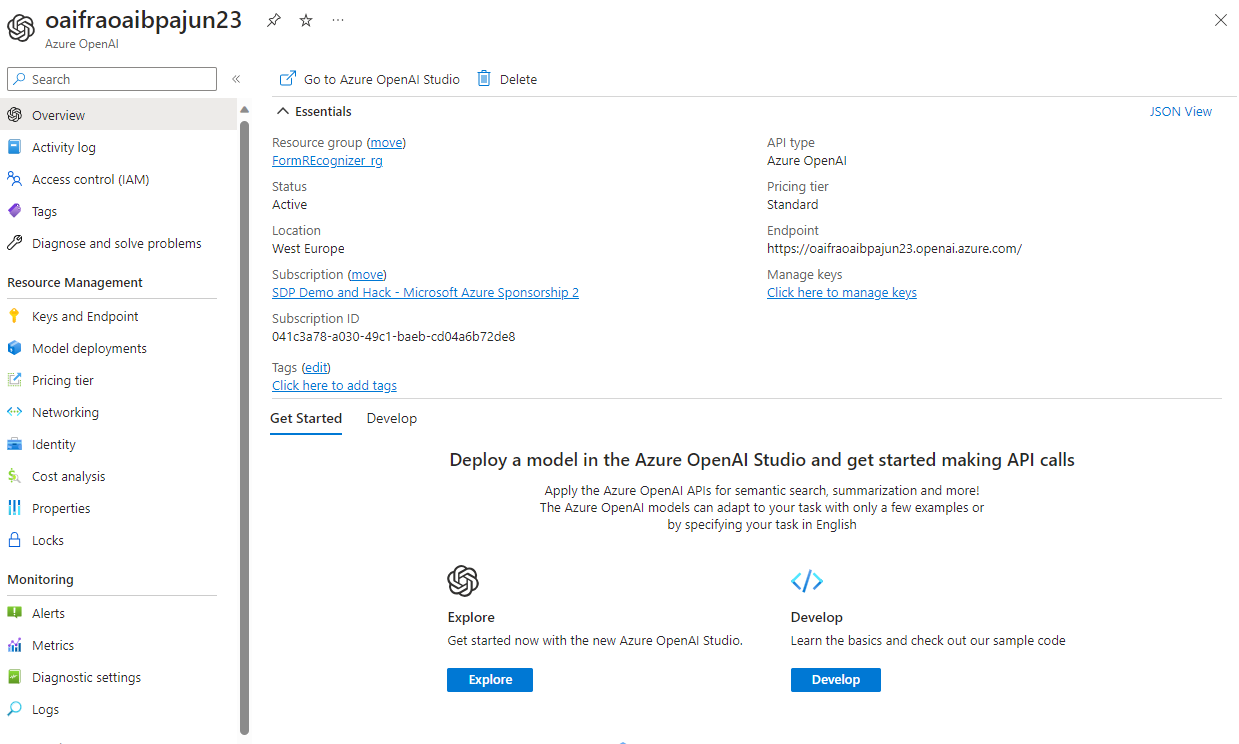 oaifraoaibpajun23
Azure OpenAI
Search
Overview
Activity log
Access control (IAM)
Tags
Diagnose and solve problems
Resource Management
Keys and Endpoint
Model deployments
Pricing tier
Networking
Identity
Cost analysis
Properties
Locks
Monitoring
Alerts
Metrics
Diagnostic settings
Logs
Go to Azure OpenAI Studio
Delete
Essentials
JSON View
Resource group (move)
FormREcognizer_rg
Status
Active
Location
West Europe
Subscription (move)
SDP Demo and Hack - Microsoft Azure Sponsorship 2
Subscription ID
041c3a78-a030-49c1-baeb-cd04a6b72de8
Tags (edit)
Click here to add tags
API type
Azure OpenAI
Pricing tier
Standard
Endpoint
https://oaifraoaibpajun23.openai.azure.com/
Manage keys
Click here to manage keys
Get Started
Develop
Deploy a model in the Azure OpenAI Studio and get started making API calls
Apply the Azure OpenAI APIs for semantic search, summarization and more!
The Azure OpenAI models can adapt to your task with only a few examples or
by specifying your task in English
Explore
Get started now with the new Azure OpenAI Studio.
Explore
Develop
Learn the basics and check out our sample code
Develop